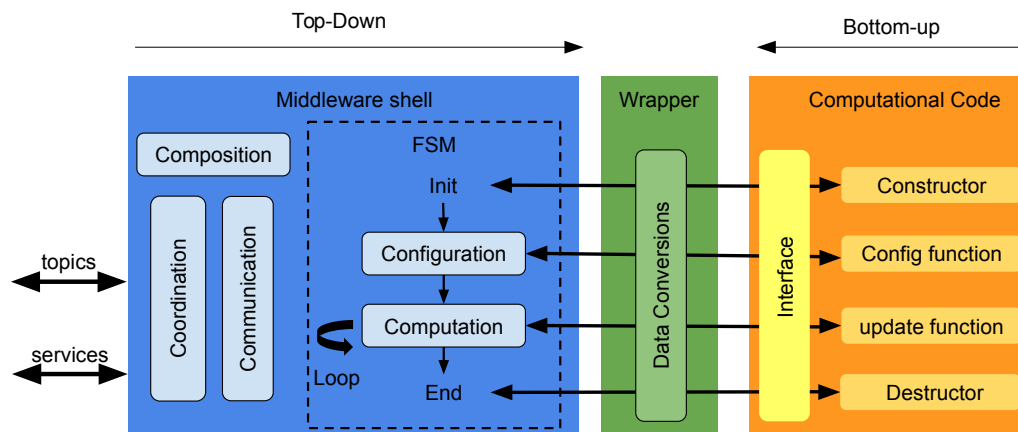 Top-Down
Bottom-up
Middleware shell
Wrapper
Computational Code
Composition
FSM
Init
Configuration
Computation
Loop
End
Coordination
Communication
topics
services
Data Conversions
Interface
Constructor
Config function
update function
Destructor